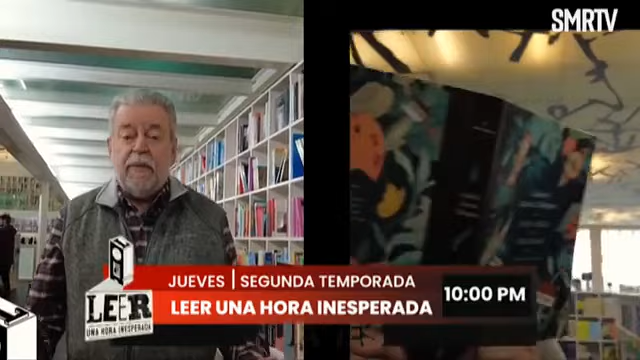 SMRTV
JUEVES | SEGUNDA TEMPORADA
LEER UNA HORA INESPERADA
10:00 PM
LEER
UNA HORA INESPERADA